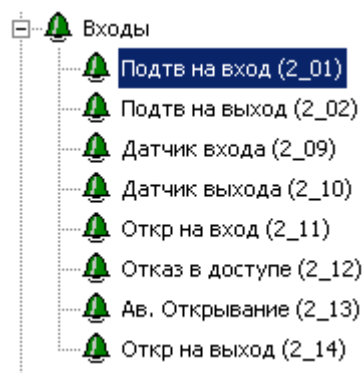 Входы
Подтв на вход (2_01)
Подтв на выход (2_02)
Датчик входа (2_09)
Датчик выхода (2_10)
Откр на вход (2_11)
Отказ в доступе (2_12)
Ав. Открывание (2_13)
Откр на выход (2_14)